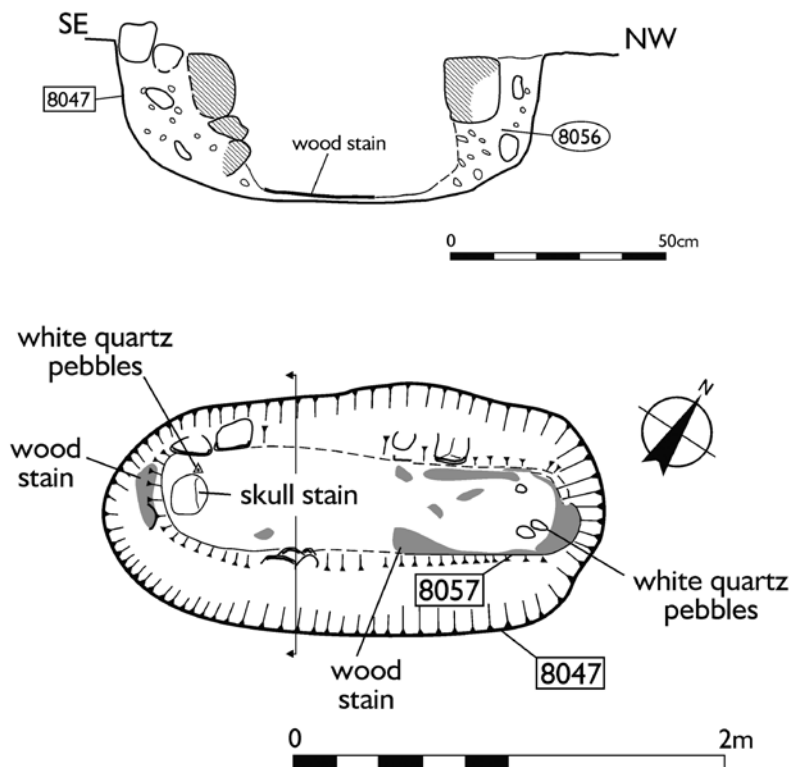 SE
NW
8047
wood stain
8056
0 50cm
white quartz
pebbles
N
wood
stain
skull stain
8057
white quartz
pebbles
wood
stain
8047
0 2m